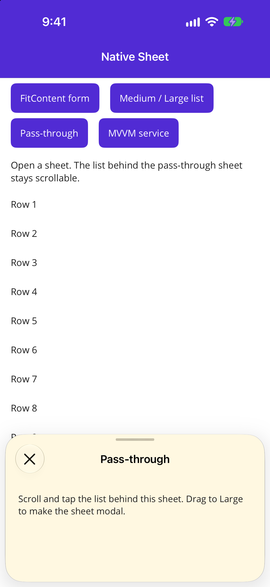 9:41
Native Sheet
FitContent form
Medium / Large list
Pass-through
MVVM service
Open a sheet. The list behind the pass-through sheet
stays scrollable.
Row 1
Row 2
Row 3
Row 4
Row 5
Row 6
Row 7
Row 8
Pass-through
Scroll and tap the list behind this sheet. Drag to Large
to make the sheet modal.